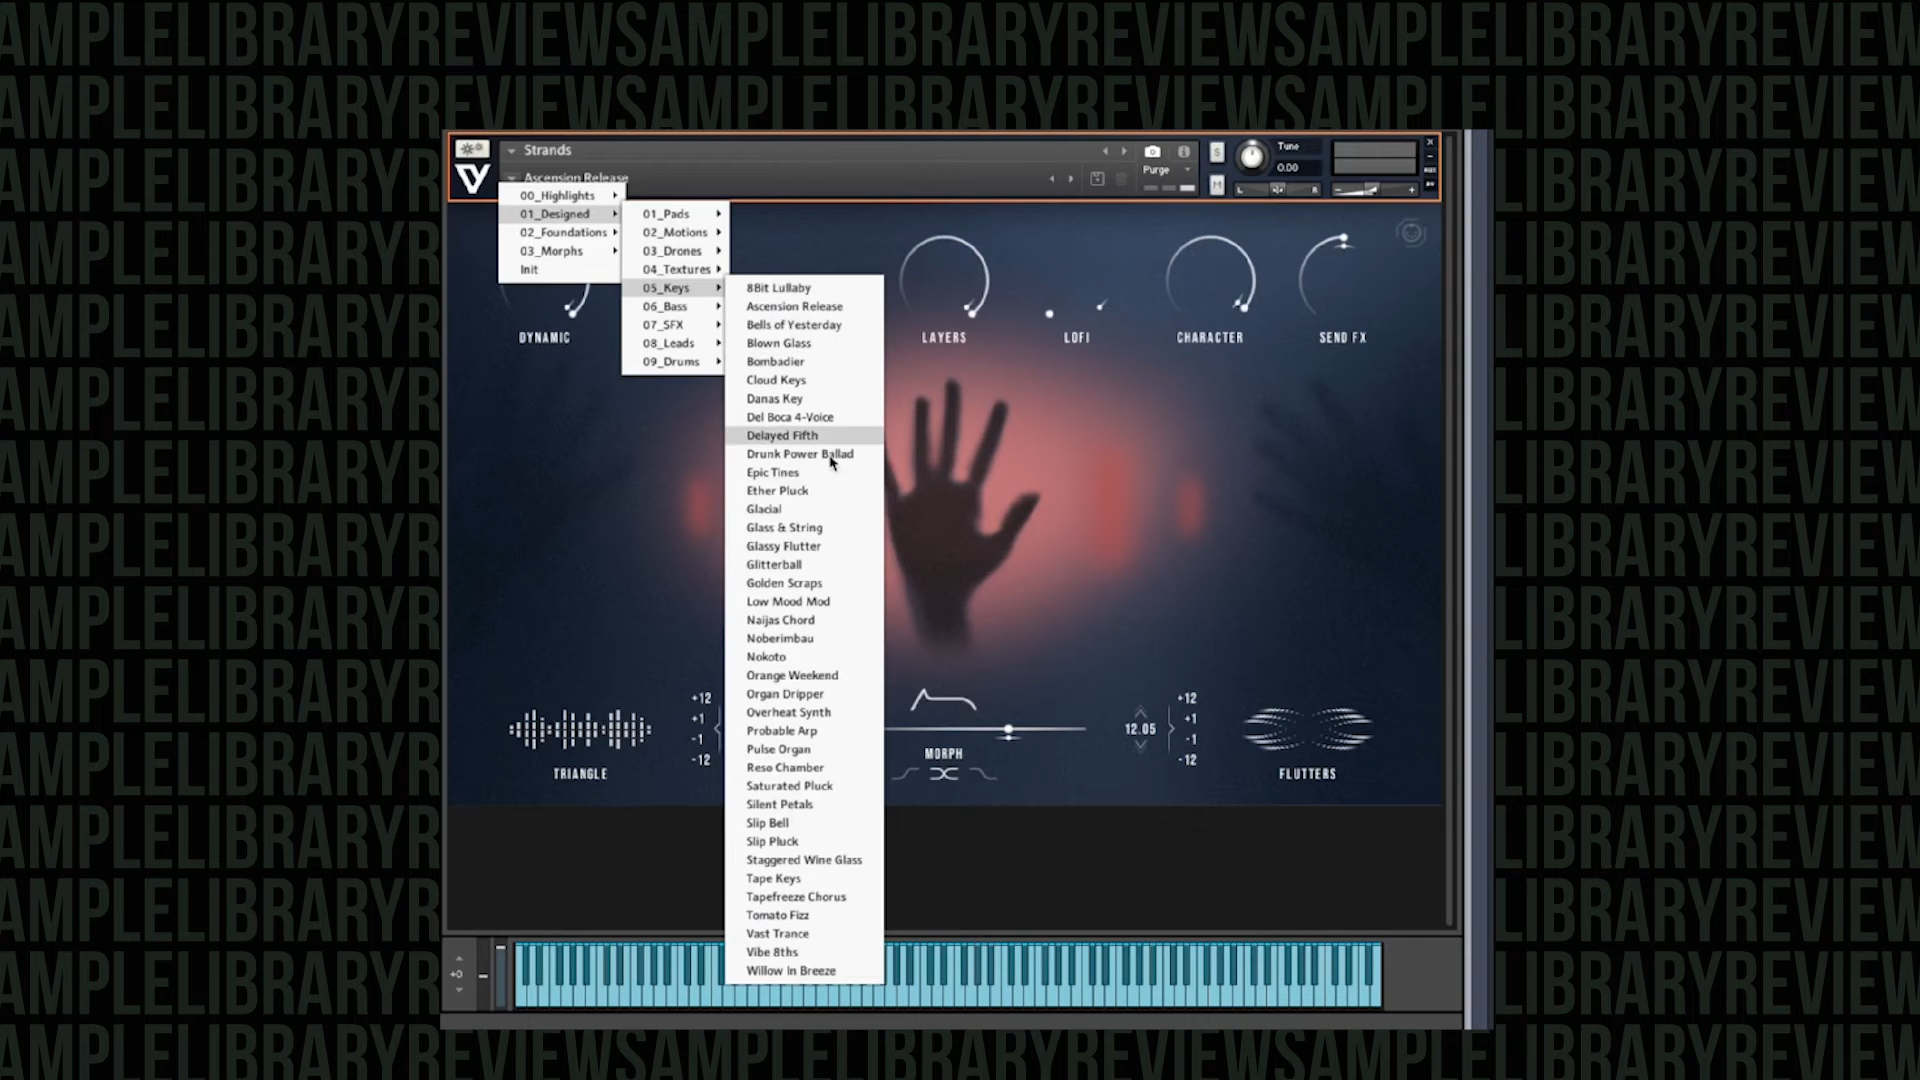 AMPLELIBRARYREVIEWSAMPLELIBRARYREVIEWSAMPLELIBRARYREVIEW
Strands
Ascension Release
Purge
S
M
Tune
0.00
L
R
AUX
PV
00_Highlights
01_Designed
02_Foundations
03_Morphs
Init
01_Pads
02_Motions
03_Drones
04_Textures
05_Keys
06_Bass
07_SFX
08_Leads
09_Drums
8Bit Lullaby
Ascension Release
Bells of Yesterday
Blown Glass
Bombadier
Cloud Keys
Danas Key
Del Boca 4-Voice
Delayed Fifth
Drunk Power Ballad
Epic Tines
Ether Pluck
Glacial
Glass & String
Glassy Flutter
Glitterball
Golden Scraps
Low Mood Mod
Naijas Chord
Noberimbau
Nokoto
Orange Weekend
Organ Dripper
Overheat Synth
Probable Arp
Pulse Organ
Reso Chamber
Saturated Pluck
Silent Petals
Slip Bell
Slip Pluck
Staggered Wine Glass
Tape Keys
Tapefreeze Chorus
Tomato Fizz
Vast Trance
Vibe 8ths
Willow In Breeze
DYNAMIC
LAYERS
LOFI
CHARACTER
SEND FX
TRIANGLE
+12
+1
-1
-12
MORPH
12.05
+12
+1
-1
-12
FLUTTERS
+0